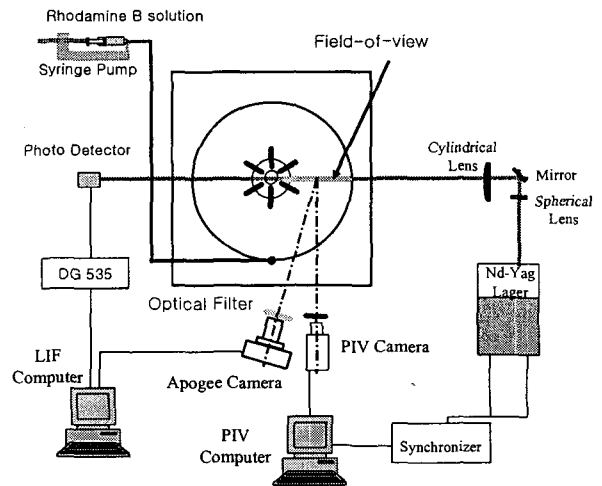 Rhodamine B solution
Syringe Pump
Field-of-view
Photo Detector
Cylindrical
Lens
Mirror
Spherical
Lens
DG 535
Nd-Yag
Lager
Optical Filter
LIF
Computer
Apogee Camera
PIV Camera
PIV
Computer
Synchronizer